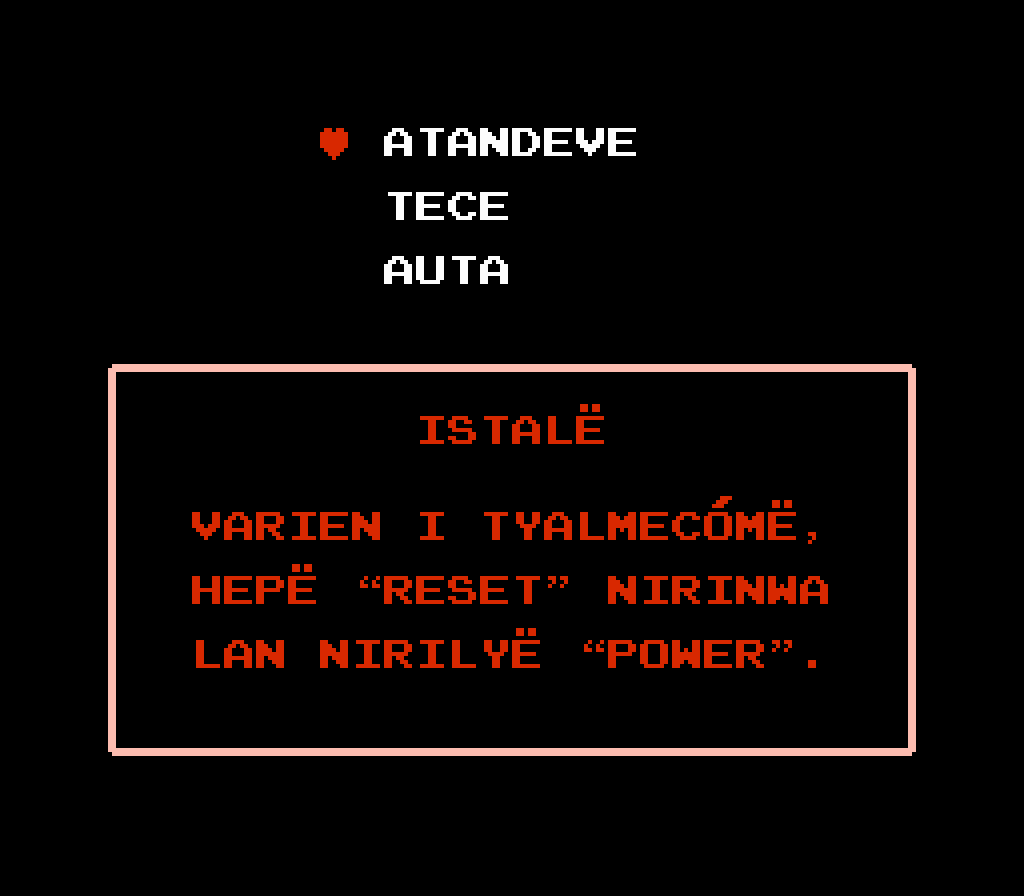 ATANDEVE
TECE
AUTA
ISTALË
VARIEN I TYALMECÓMË,
HEPË “RESET” NIRINWA
LAN NIRILYË “POWER”.